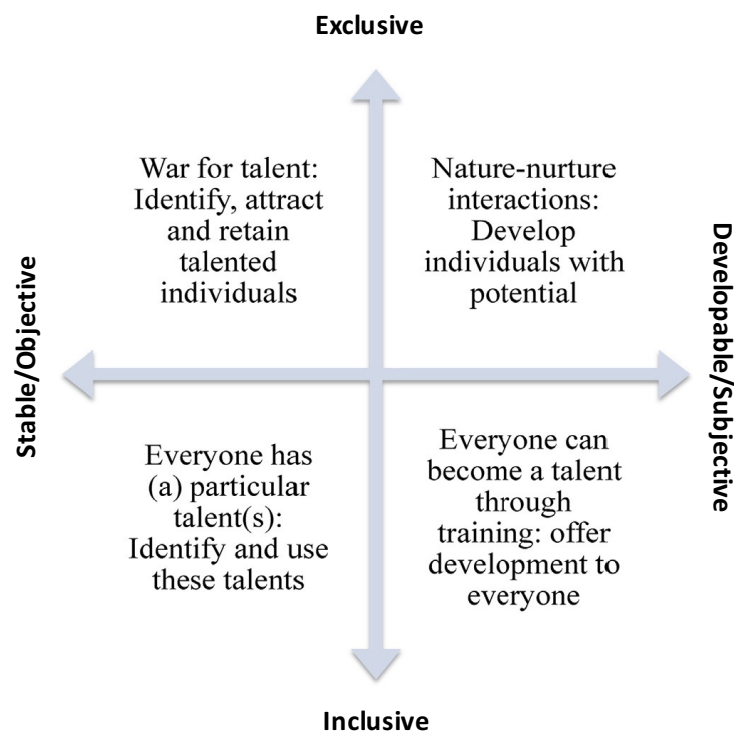 Exclusive
War for talent:
Identify, attract
and retain
talented
individuals
Nature-nurture
interactions:
Develop
individuals with
potential
Stable/Objective
Developable/Subjective
Everyone has
(a) particular
talent(s):
Identify and use
these talents
Everyone can
become a talent
through
training: offer
development to
everyone
Inclusive